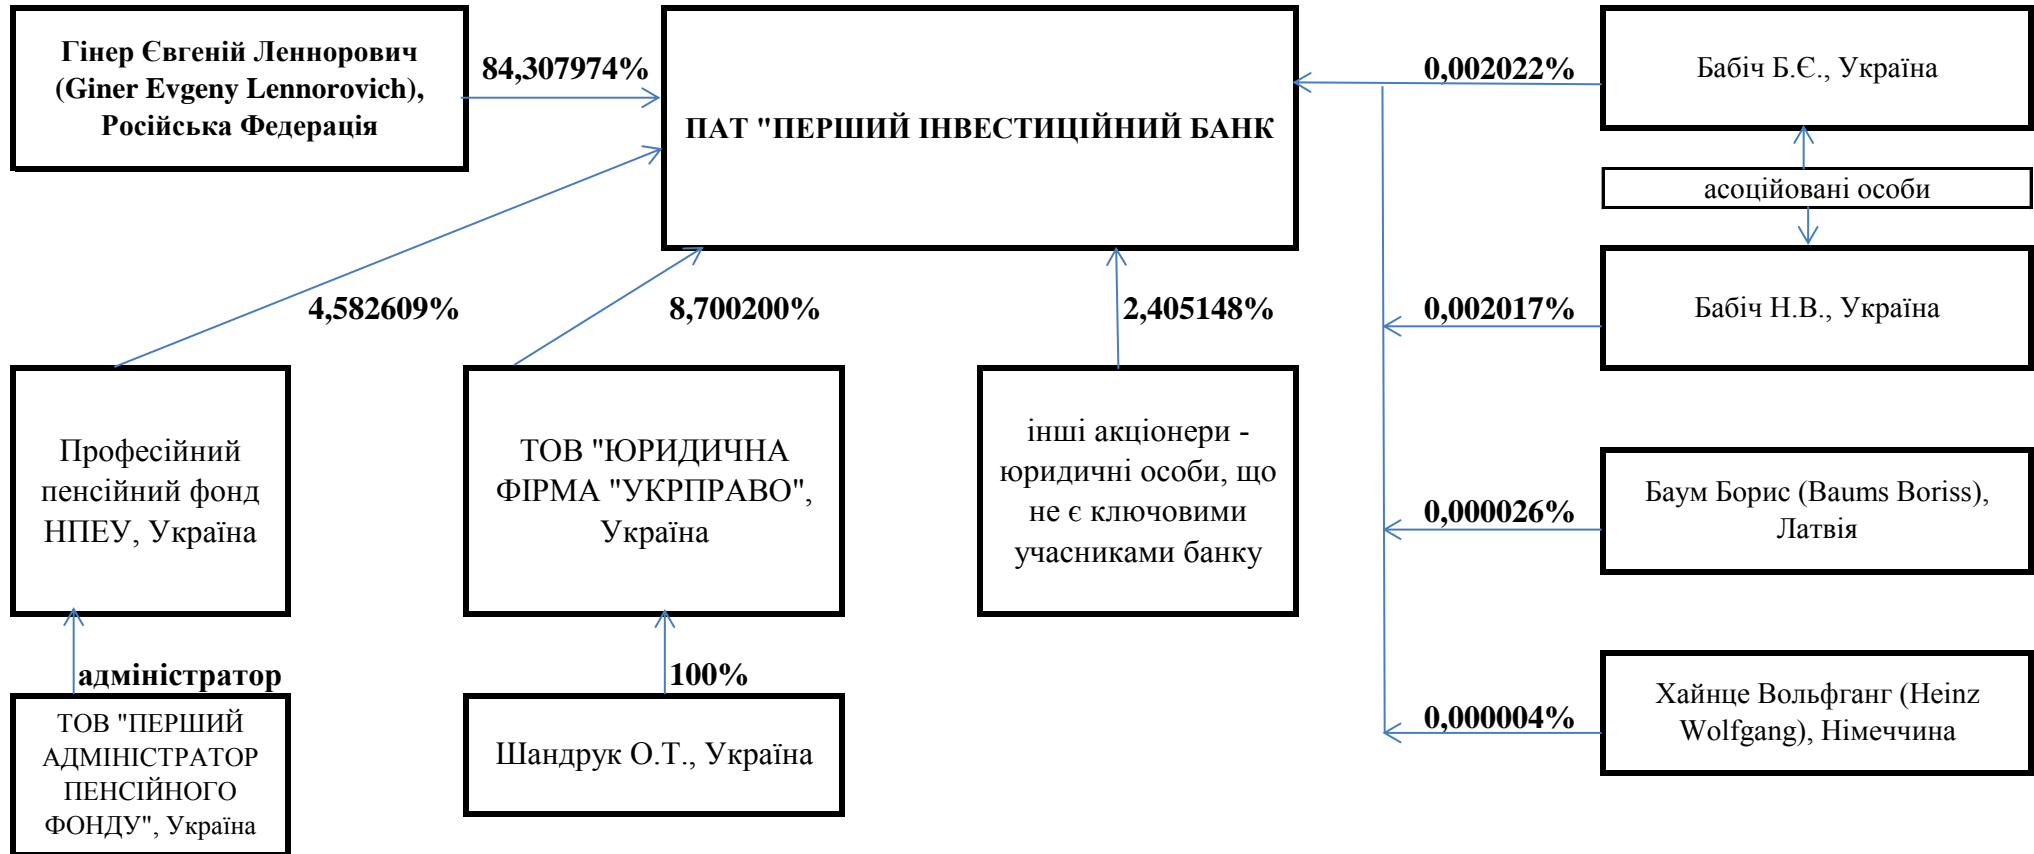 Гінер Євгеній Леннорович
(Giner Evgeny Lennorovich),
Російська Федерація
84,307974%
ПАТ "ПЕРШИЙ ІНВЕСТИЦІЙНИЙ БАНК
0,002022%
Бабіч Б.Є., Україна
асоційовані особи
4,582609%
8,700200%
2,405148%
0,002017%
Бабіч Н.В., Україна
Професійний
пенсійний фонд
НПЕУ, Україна
ТОВ "ЮРИДИЧНА
ФІРМА "УКРПРАВО",
Україна
інші акціонери -
юридичні особи, що
не є ключовими
учасниками банку
0,000026%
Баум Борис (Baums Boriss),
Латвія
адміністратор
100%
0,000004%
ТОВ "ПЕРШИЙ
АДМІНІСТРАТОР
ПЕНСІЙНОГО
ФОНДУ", Україна
Шандрук О.Т., Україна
Хайнце Вольфганг (Heinz
Wolfgang), Німеччина